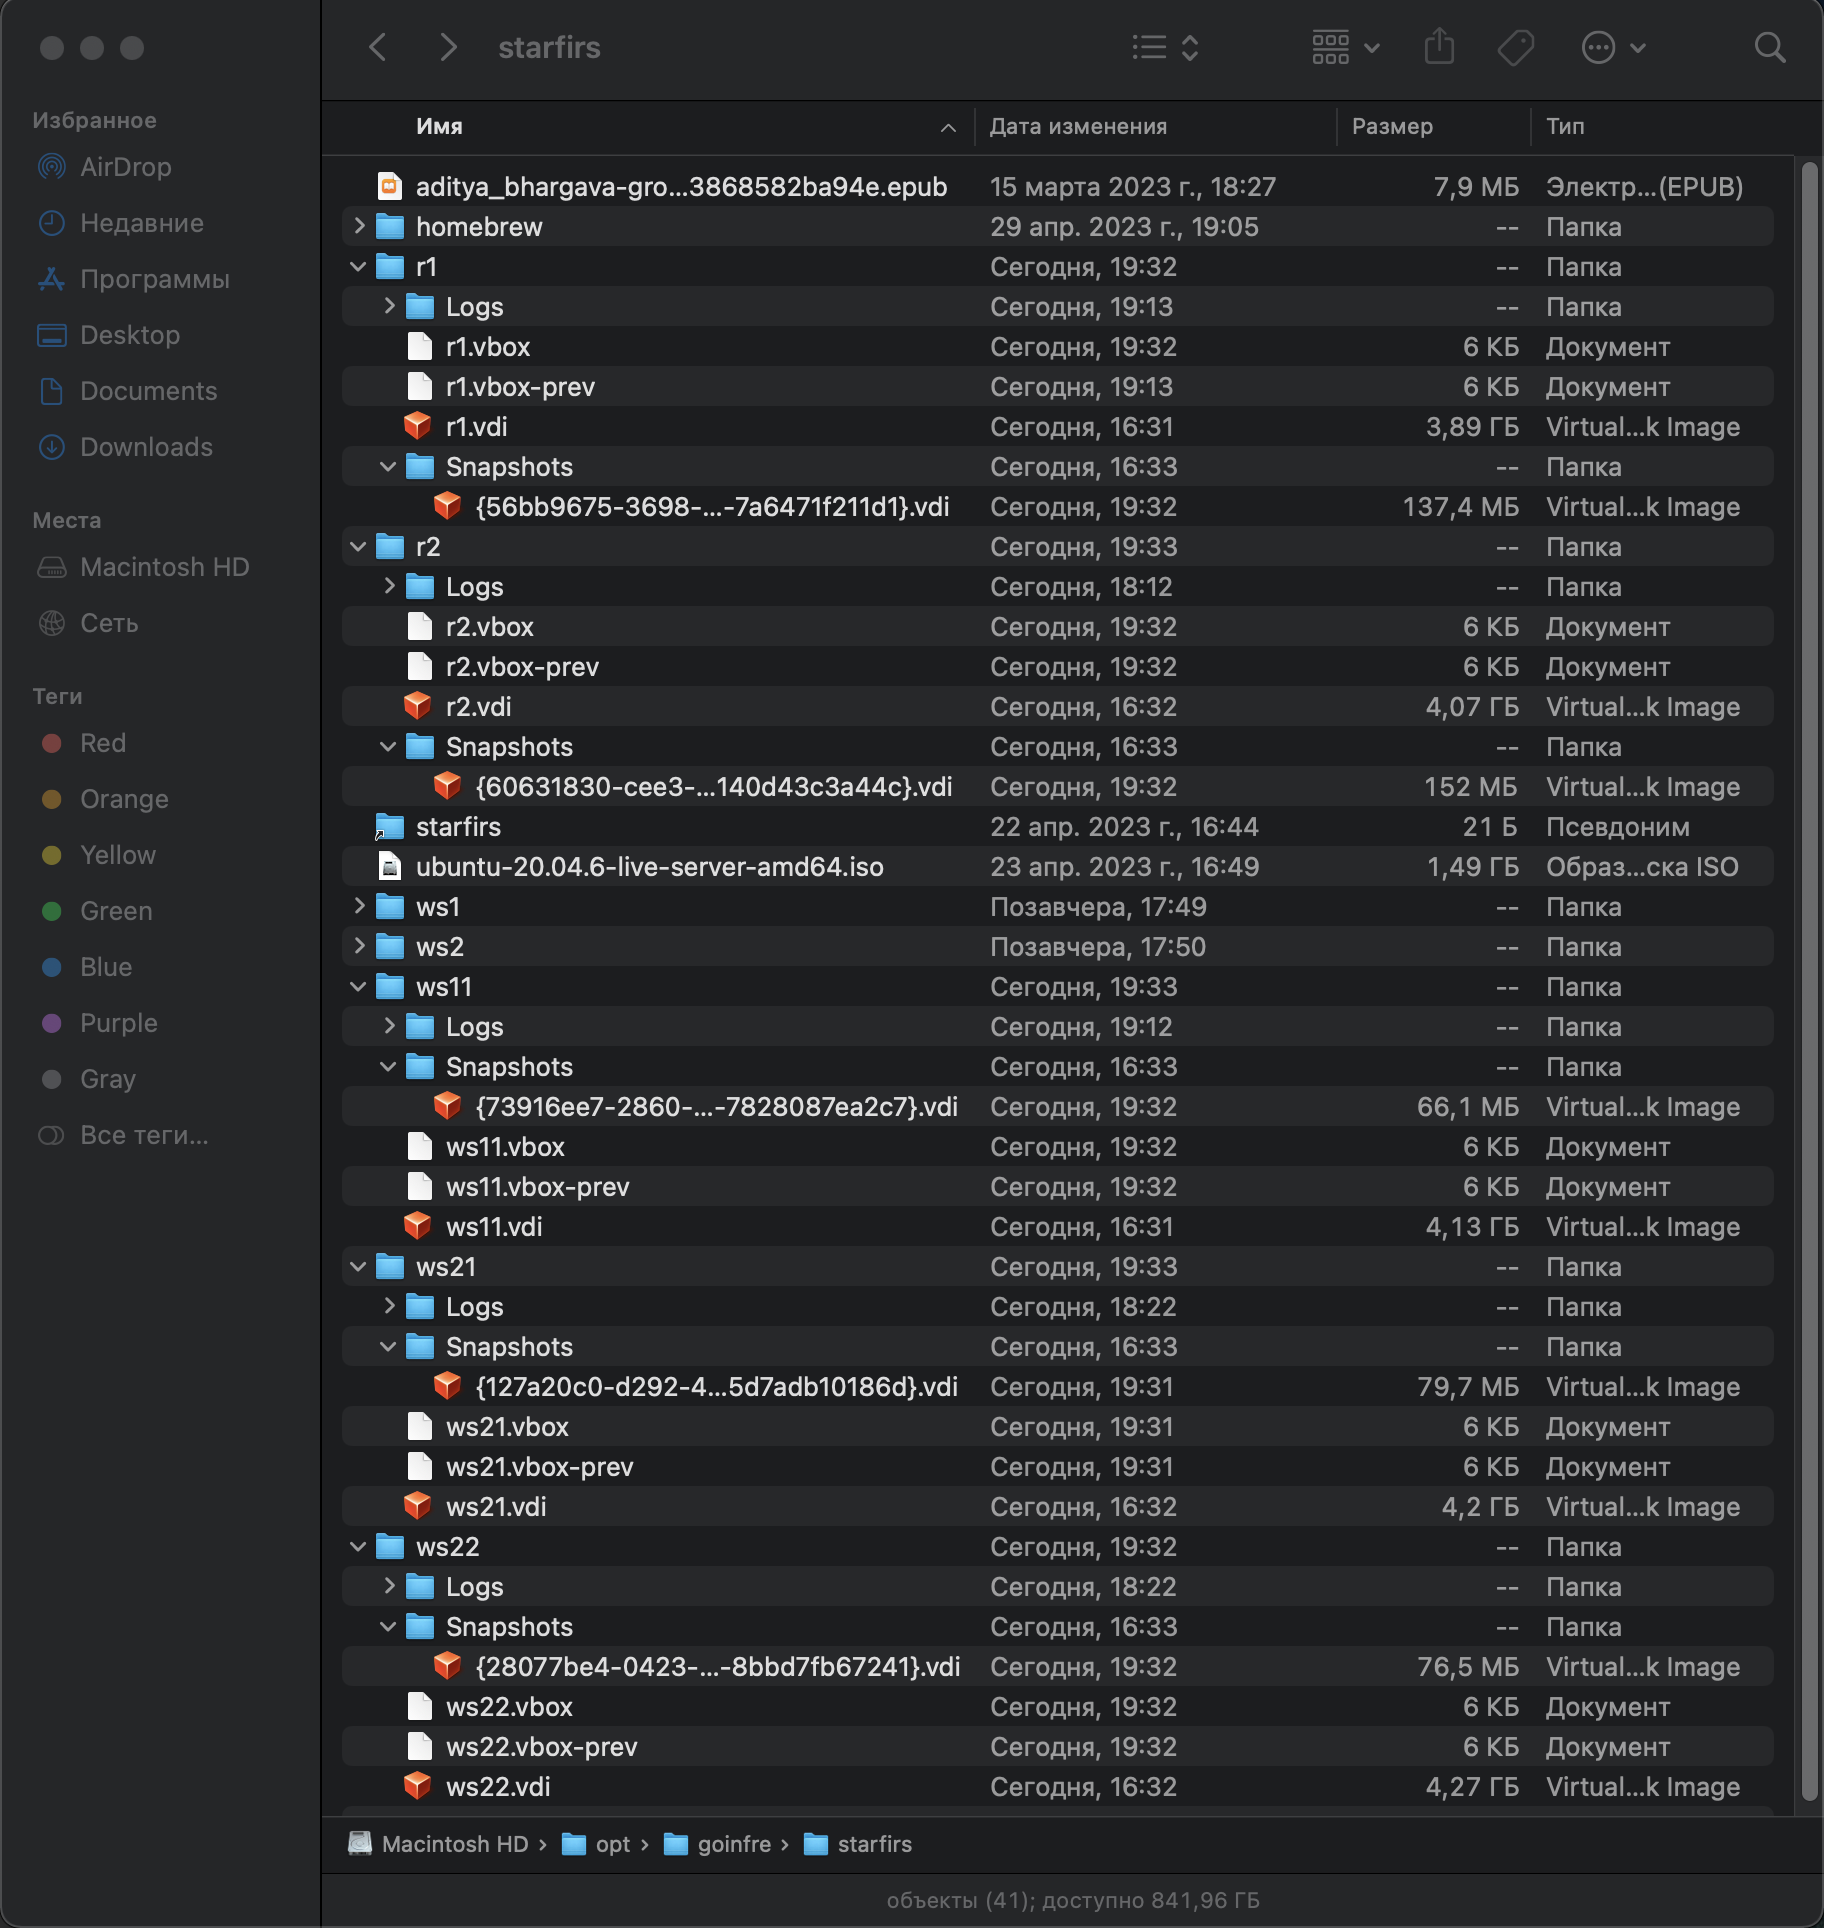 starfirs
Избранное
AirDrop
Недавние
Программы
Desktop
Documents
Downloads
Места
Macintosh HD
Сеть
Теги
Red
Orange
Yellow
Green
Blue
Purple
Gray
Все теги...
Имя Дата изменения Размер Тип
aditya_bhargava-gro...3868582ba94e.epub 15 марта 2023 г., 18:27 7,9 МБ Электр...(EPUB)
homebrew 29 апр. 2023 г., 19:05 -- Папка
r1 Сегодня, 19:32 -- Папка
Logs Сегодня, 19:13 -- Папка
r1.vbox Сегодня, 19:32 6 КБ Документ
r1.vbox-prev Сегодня, 19:13 6 КБ Документ
r1.vdi Сегодня, 16:31 3,89 ГБ Virtual...k Image
Snapshots Сегодня, 16:33 -- Папка
{56bb9675-3698-...-7a6471f211d1}.vdi Сегодня, 19:32 137,4 МБ Virtual...k Image
r2 Сегодня, 19:33 -- Папка
Logs Сегодня, 18:12 -- Папка
r2.vbox Сегодня, 19:32 6 КБ Документ
r2.vbox-prev Сегодня, 19:32 6 КБ Документ
r2.vdi Сегодня, 16:32 4,07 ГБ Virtual...k Image
Snapshots Сегодня, 16:33 -- Папка
{60631830-cee3-...140d43c3a44c}.vdi Сегодня, 19:32 152 МБ Virtual...k Image
starfirs 22 апр. 2023 г., 16:44 21 Б Псевдоним
ubuntu-20.04.6-live-server-amd64.iso 23 апр. 2023 г., 16:49 1,49 ГБ Образ...ска ISO
ws1 Позавчера, 17:49 -- Папка
ws2 Позавчера, 17:50 -- Папка
ws11 Сегодня, 19:33 -- Папка
Logs Сегодня, 19:12 -- Папка
Snapshots Сегодня, 16:33 -- Папка
{73916ee7-2860-...-7828087ea2c7}.vdi Сегодня, 19:32 66,1 МБ Virtual...k Image
ws11.vbox Сегодня, 19:32 6 КБ Документ
ws11.vbox-prev Сегодня, 19:32 6 КБ Документ
ws11.vdi Сегодня, 16:31 4,13 ГБ Virtual...k Image
ws21 Сегодня, 19:33 -- Папка
Logs Сегодня, 18:22 -- Папка
Snapshots Сегодня, 16:33 -- Папка
{127a20c0-d292-4...5d7adb10186d}.vdi Сегодня, 19:31 79,7 МБ Virtual...k Image
ws21.vbox Сегодня, 19:31 6 КБ Документ
ws21.vbox-prev Сегодня, 19:31 6 КБ Документ
ws21.vdi Сегодня, 16:32 4,2 ГБ Virtual...k Image
ws22 Сегодня, 19:32 -- Папка
Logs Сегодня, 18:22 -- Папка
Snapshots Сегодня, 16:33 -- Папка
{28077be4-0423-...-8bbd7fb67241}.vdi Сегодня, 19:32 76,5 МБ Virtual...k Image
ws22.vbox Сегодня, 19:32 6 КБ Документ
ws22.vbox-prev Сегодня, 19:32 6 КБ Документ
ws22.vdi Сегодня, 16:32 4,27 ГБ Virtual...k Image
Macintosh HD › opt › goinfre › starfirs
объекты (41); доступно 841,96 ГБ